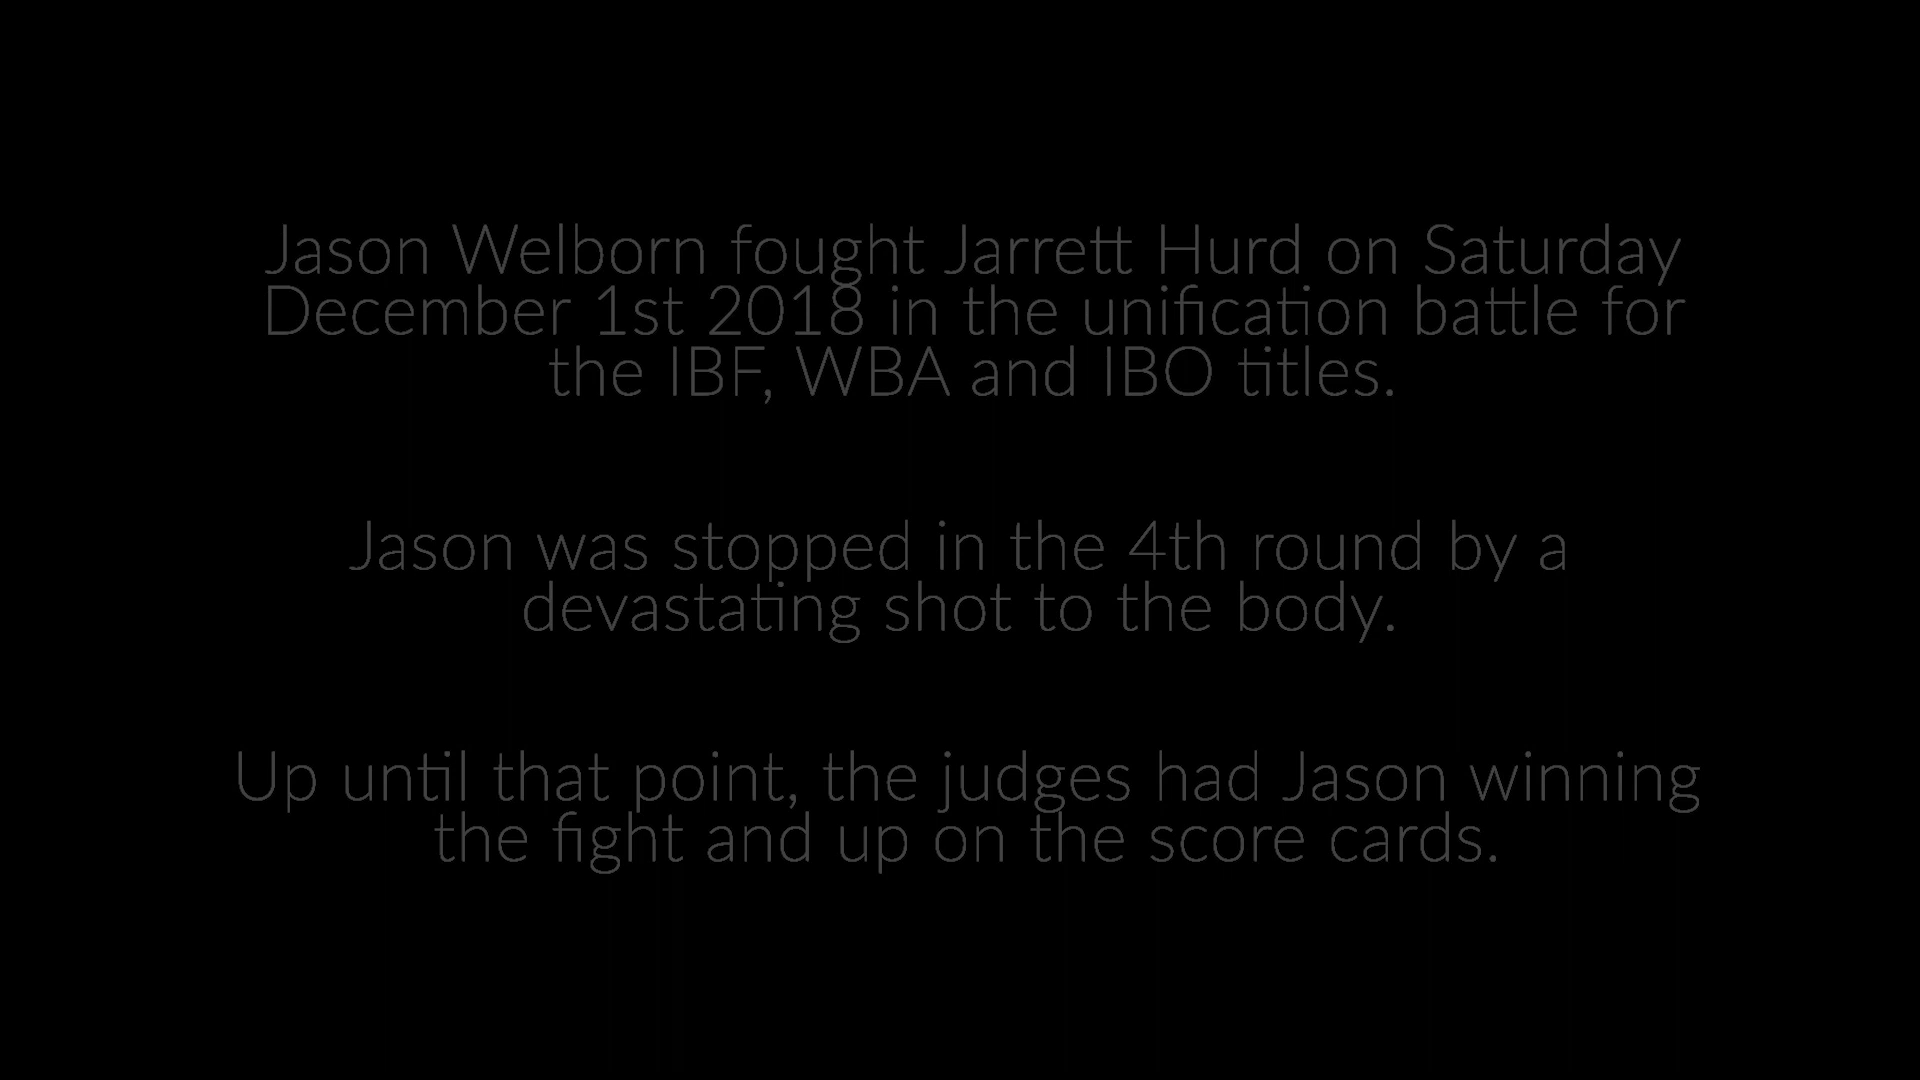 Jason Welborn fought Jarrett Hurd on Saturday
December 1st 2018 in the unification battle for
the IBF, WBA and IBO titles.
Jason was stopped in the 4th round by a
devastating shot to the body.
Up until that point, the judges had Jason winning
the fight and up on the score cards.